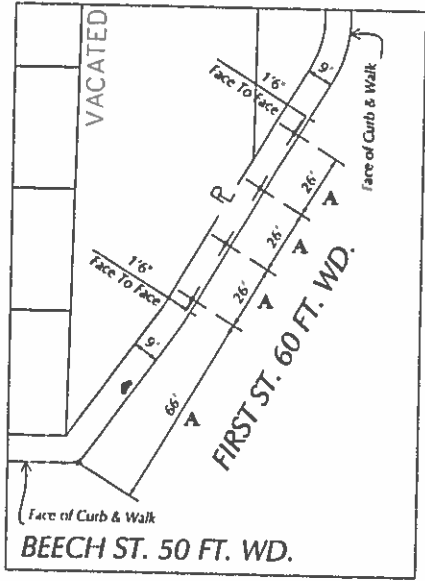 VACATED
9'
1'6"
Face To Face
Face of Curb & Walk
PL
1'6"
Face To Face
26'
A
26'
A
26'
A
9'
66'
A
FIRST ST. 60 FT. WD.
Face of Curb & Walk
BEECH ST. 50 FT. WD.